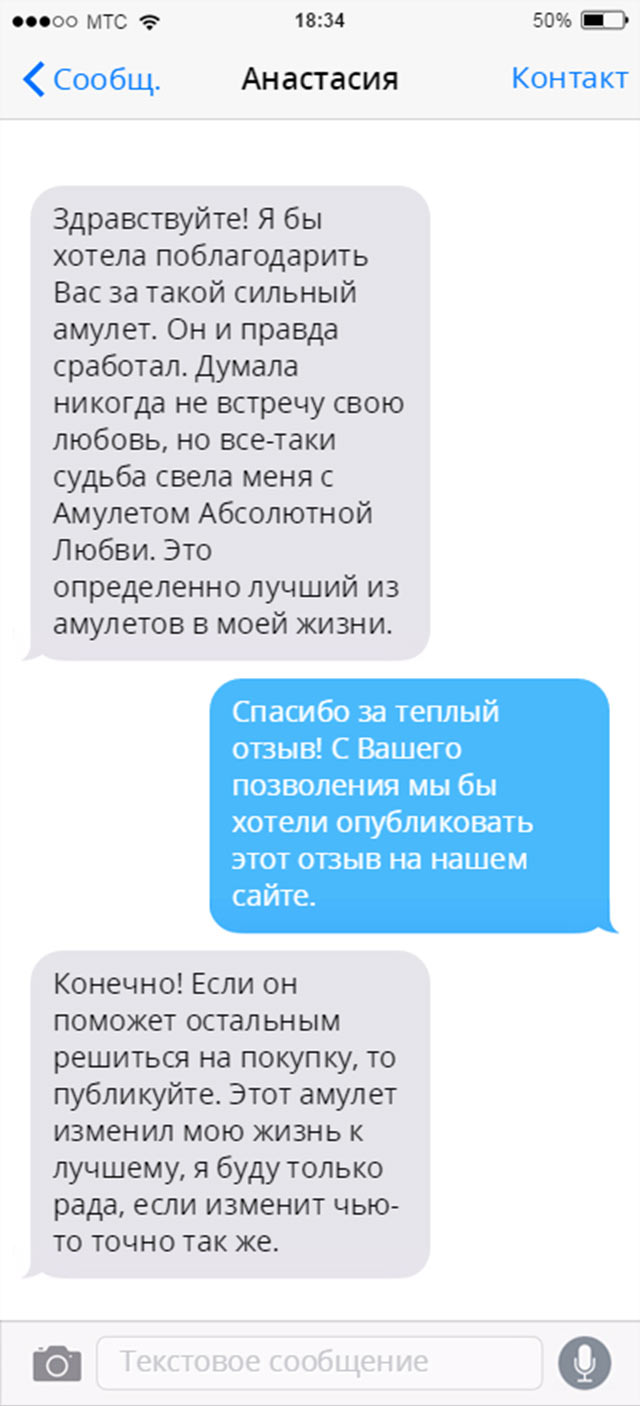 МТС 18:34 50%
Сообщ. Анастасия Контакт
Здравствуйте! Я бы
хотела поблагодарить
Вас за такой сильный
амулет. Он и правда
сработал. Думала
никогда не встречу свою
любовь, но все-таки
судьба свела меня с
Амулетом Абсолютной
Любви. Это
определенно лучший из
амулетов в моей жизни.
Спасибо за теплый
отзыв! С Вашего
позволения мы бы
хотели опубликовать
этот отзыв на нашем
сайте.
Конечно! Если он
поможет остальным
решиться на покупку, то
публикуйте. Этот амулет
изменил мою жизнь к
лучшему, я буду только
рада, если изменит чью-
то точно так же.
Текстовое сообщение